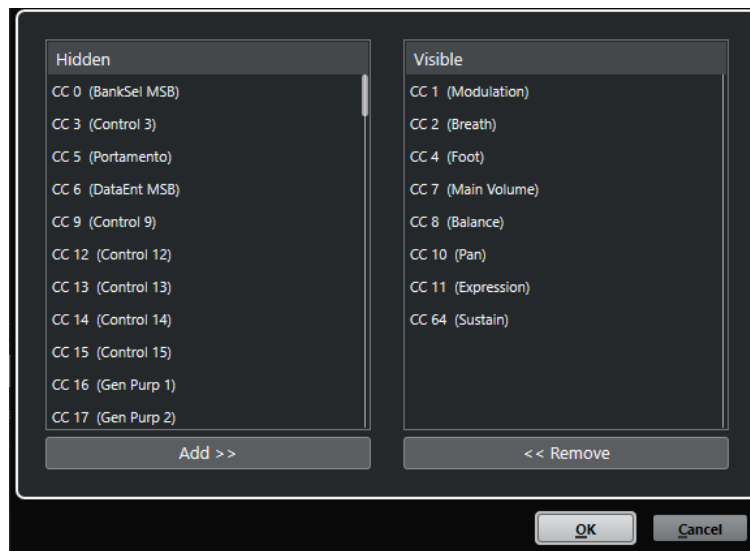 Hidden
CC 0 (BankSel MSB)
CC 3 (Control 3)
CC 5 (Portamento)
CC 6 (DataEnt MSB)
CC 9 (Control 9)
CC 12 (Control 12)
CC 13 (Control 13)
CC 14 (Control 14)
CC 15 (Control 15)
CC 16 (Gen Purp 1)
CC 17 (Gen Purp 2)
Add >>
Visible
CC 1 (Modulation)
CC 2 (Breath)
CC 4 (Foot)
CC 7 (Main Volume)
CC 8 (Balance)
CC 10 (Pan)
CC 11 (Expression)
CC 64 (Sustain)
<< Remove
OK
Cancel